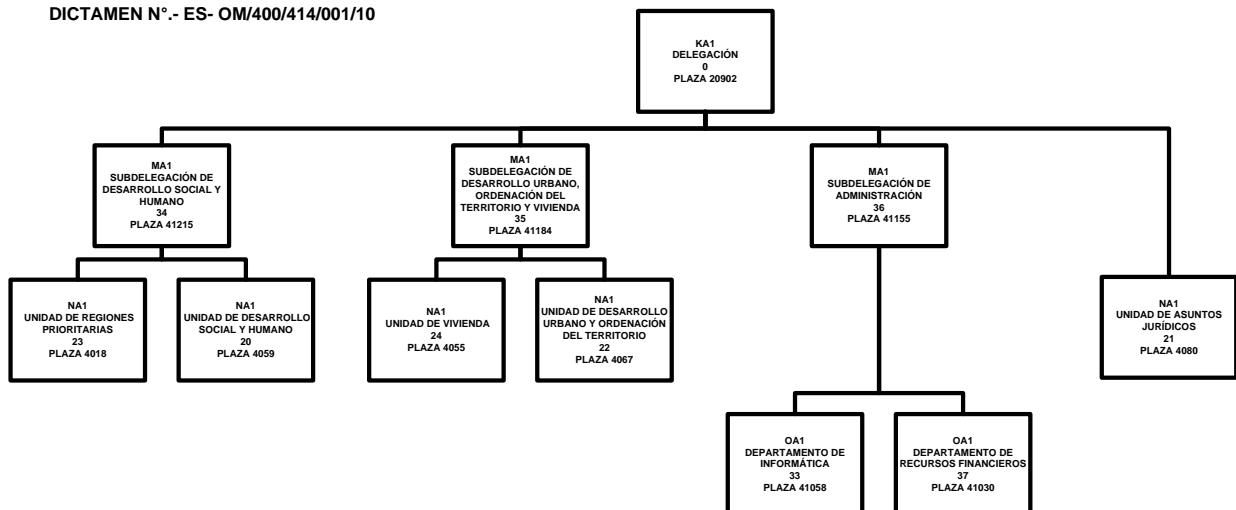 DICTAMEN N°.- ES- OM/400/414/001/10
KA1
DELEGACIÓN
0
PLAZA 20902
MA1
SUBDELEGACIÓN DE
DESARROLLO SOCIAL Y
HUMANO
34
PLAZA 41215
MA1
SUBDELEGACIÓN DE
DESARROLLO URBANO,
ORDENACIÓN DEL
TERRITORIO Y VIVIENDA
35
PLAZA 41184
MA1
SUBDELEGACIÓN DE
ADMINISTRACIÓN
36
PLAZA 41155
NA1
UNIDAD DE REGIONES
PRIORITARIAS
23
PLAZA 4018
NA1
UNIDAD DE DESARROLLO
SOCIAL Y HUMANO
20
PLAZA 4059
NA1
UNIDAD DE VIVIENDA
24
PLAZA 4055
NA1
UNIDAD DE DESARROLLO
URBANO Y ORDENACIÓN
DEL TERRITORIO
22
PLAZA 4067
NA1
UNIDAD DE ASUNTOS
JURÍDICOS
21
PLAZA 4080
OA1
DEPARTAMENTO DE
INFORMÁTICA
33
PLAZA 41058
OA1
DEPARTAMENTO DE
RECURSOS FINANCIEROS
37
PLAZA 41030